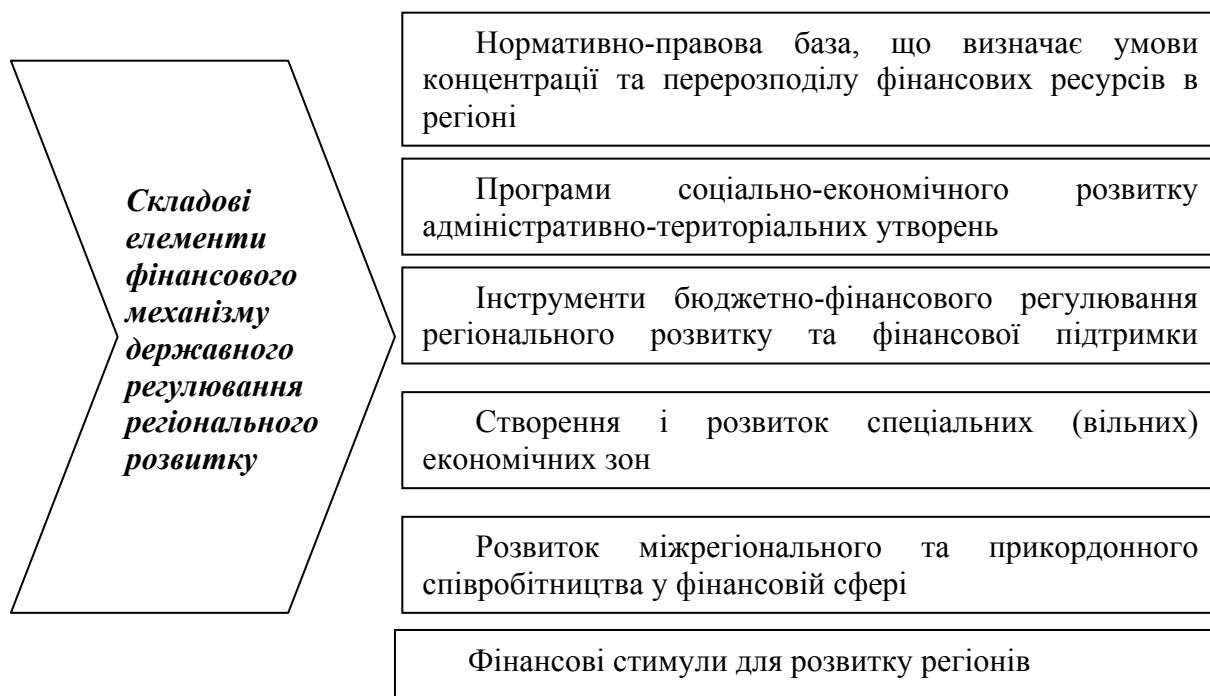 Складові
елементи
фінансового
механізму
державного
регулювання
регіонального
розвитку
Нормативно-правова база, що визначає умови
концентрації та перерозподілу фінансових ресурсів в
регіоні
Програми соціально-економічного розвитку
адміністративно-територіальних утворень
Інструменти бюджетно-фінансового регулювання
регіонального розвитку та фінансової підтримки
Створення і розвиток спеціальних (вільних)
економічних зон
Розвиток міжрегіонального та прикордонного
співробітництва у фінансовій сфері
Фінансові стимули для розвитку регіонів